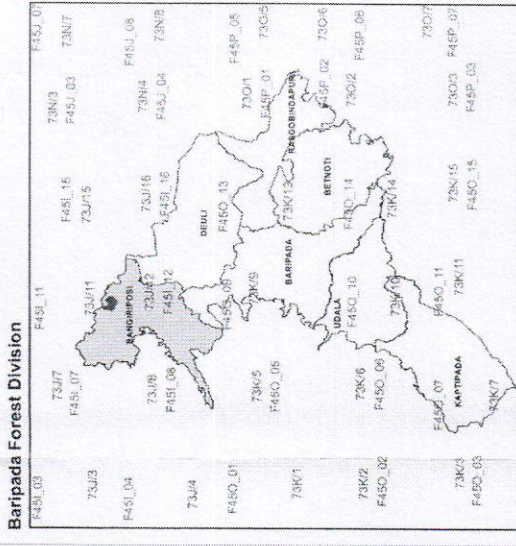 Baripada Forest Division
F45I_03
F45I_11
F45J_07
73J/7
73N/3
73N/7
F45I_07
F45I_15
F45J_03
73J/3
73J/11
73J/15
F45I_04
BANGRIPOSI
F45J_08
73J/8
73J/12
73J/16
73N/4
73N/8
F45I_08
F45I_12
F45I_16
F45J_04
73J/4
DEULI
F45O_01
F45O_09
F45O_13
F45P_05
73K/5
73K/9
73O/1
73O/5
F45O_05
F45P_01
73K/1
BARIPADA
73K/13
RASGOBINDAPUR
F45P_02
73O/6
UDALA
BETNOTI
73K/2
73K/6
F45O_10
F45O_14
73O/2
F45P_06
F45O_02
F45O_06
73K/10
73K/14
F45O_07
F45O_11
73O/7
73K/3
KAPTIPADA
73K/11
73K/15
73O/3
F45P_07
F45O_03
73K/7
F45O_15
F45P_03